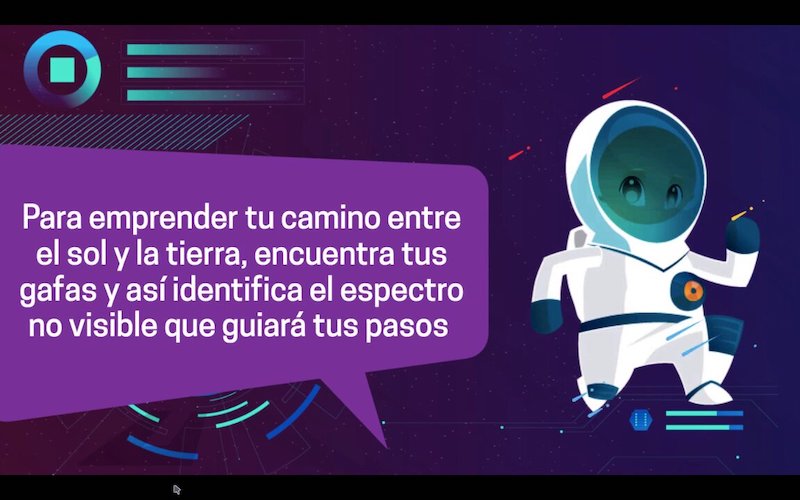 Para emprender tu camino entre
el sol y la tierra, encuentra tus
gafas y así identifica el espectro
no visible que guiará tus pasos